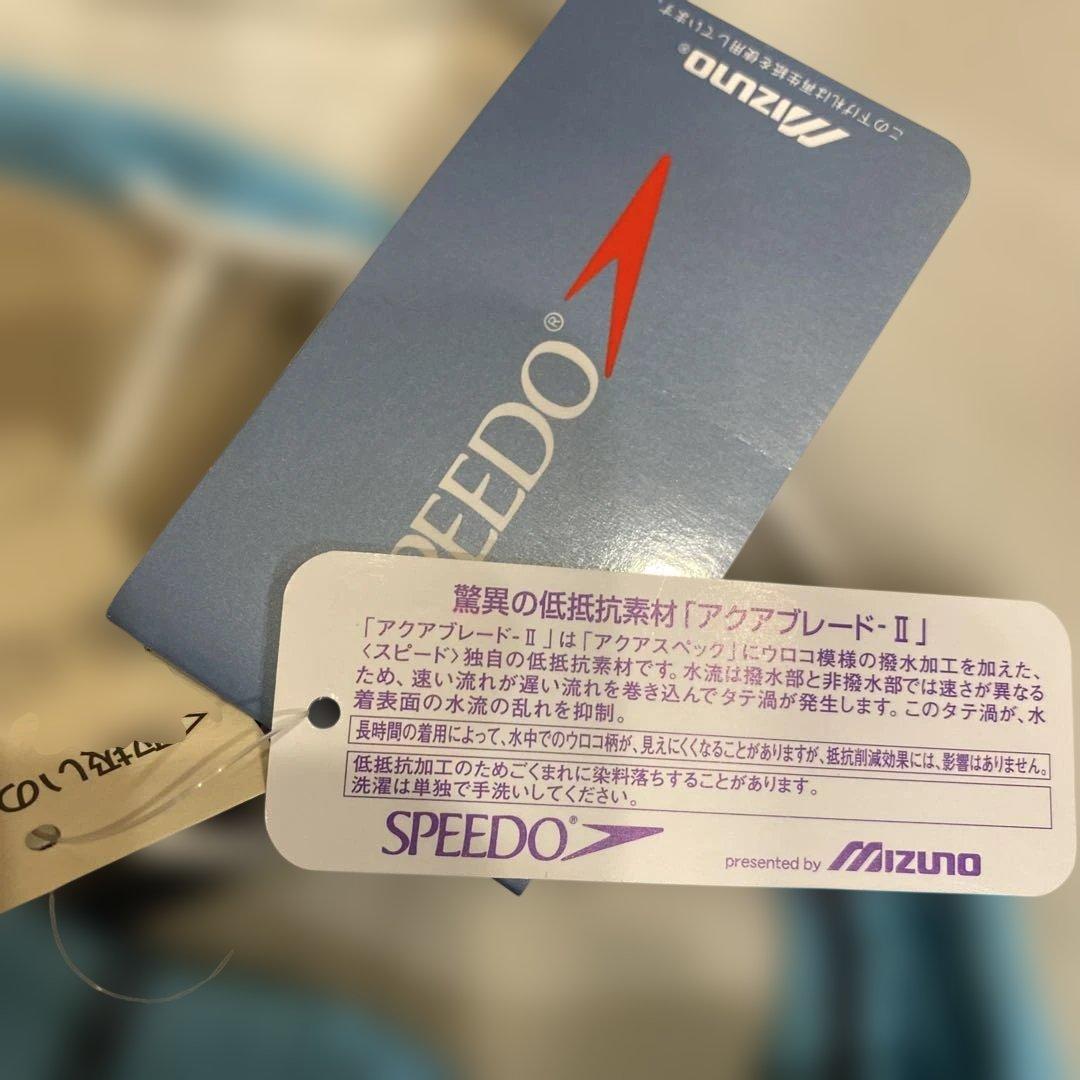 この下げ札は再生紙を使用しています。
MIZUNO®
SPEEDO®
驚異の低抵抗素材「アクアブレード-Ⅱ」
「アクアブレード-Ⅱ」は「アクアスペック」にウロコ模様の撥水加工を加えた、
〈スピード〉独自の低抵抗素材です。水流は撥水部と非撥水部では速さが異なる
ため、速い流れが遅い流れを巻き込んでタテ渦が発生します。このタテ渦が、水
着表面の水流の乱れを抑制。
長時間の着用によって、水中でのウロコ柄が、見えにくくなることがありますが、抵抗削減効果には、影響はありません。
低抵抗加工のためごくまれに染料落ちすることがあります。
洗濯は単独で手洗いしてください。
SPEEDO®
presented by MIZUNO
扱いの